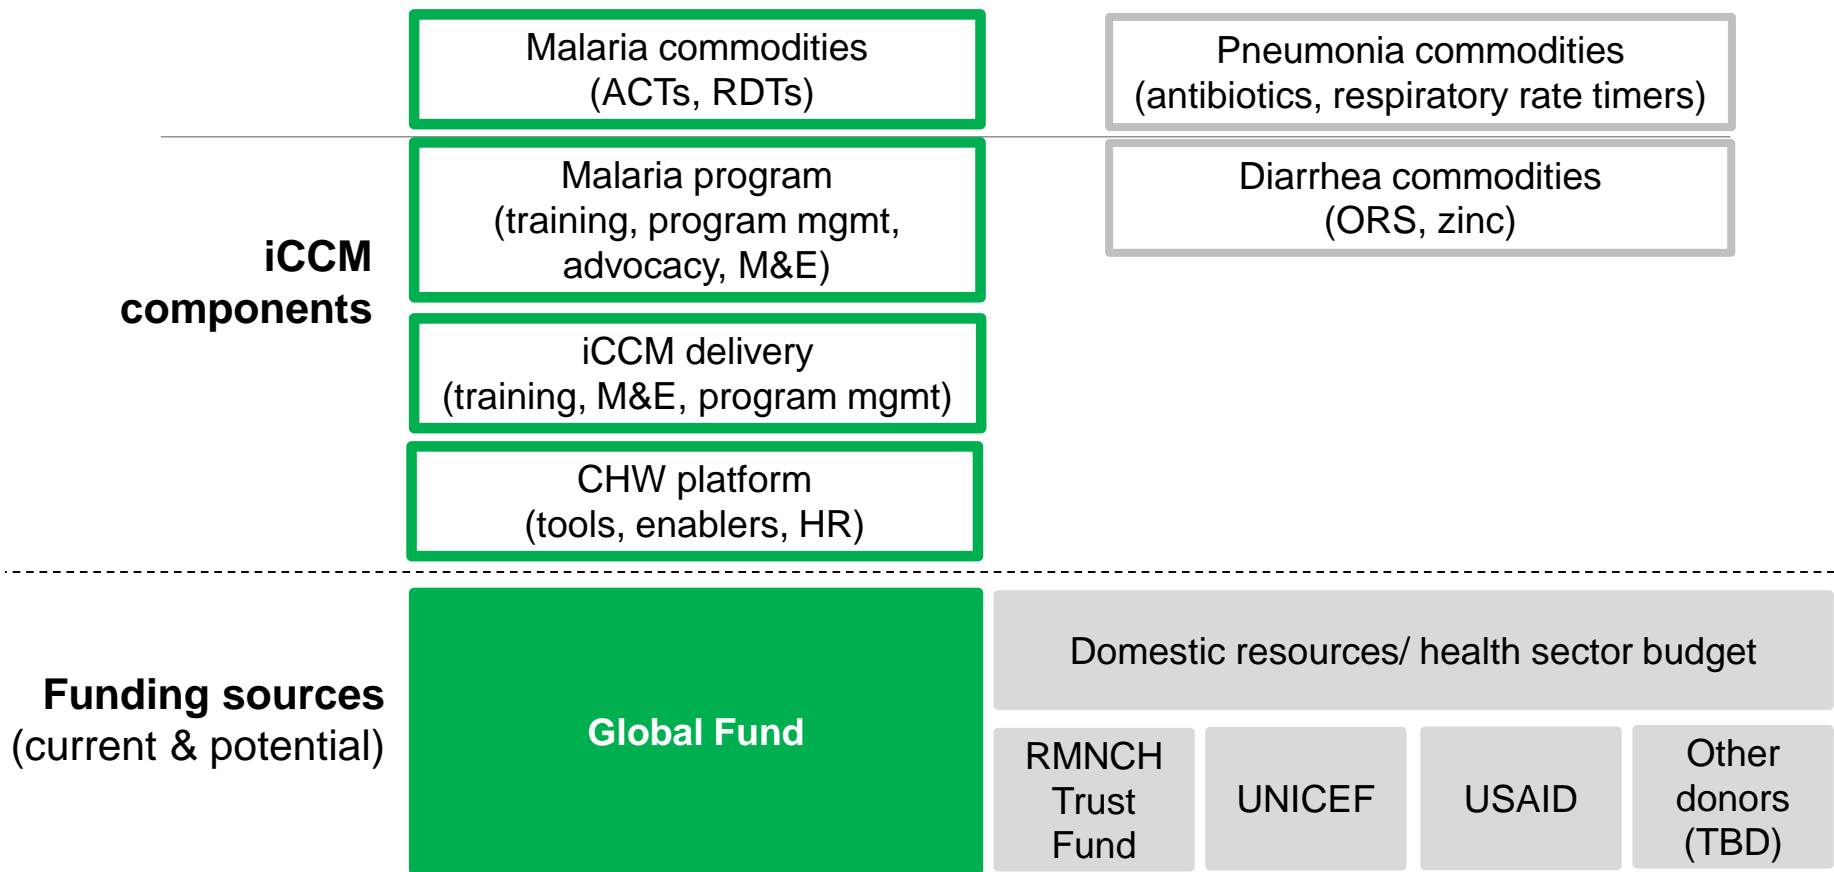 Malaria commodities
(ACTs, RDTs)
Pneumonia commodities
(antibiotics, respiratory rate timers)
iCCM
components
Malaria program
(training, program mgmt,
advocacy, M&E)
Diarrhea commodities
(ORS, zinc)
iCCM delivery
(training, M&E, program mgmt)
CHW platform
(tools, enablers, HR)
Funding sources
(current & potential)
Global Fund
Domestic resources/ health sector budget
RMNCH
Trust
Fund
UNICEF
USAID
Other
donors
(TBD)